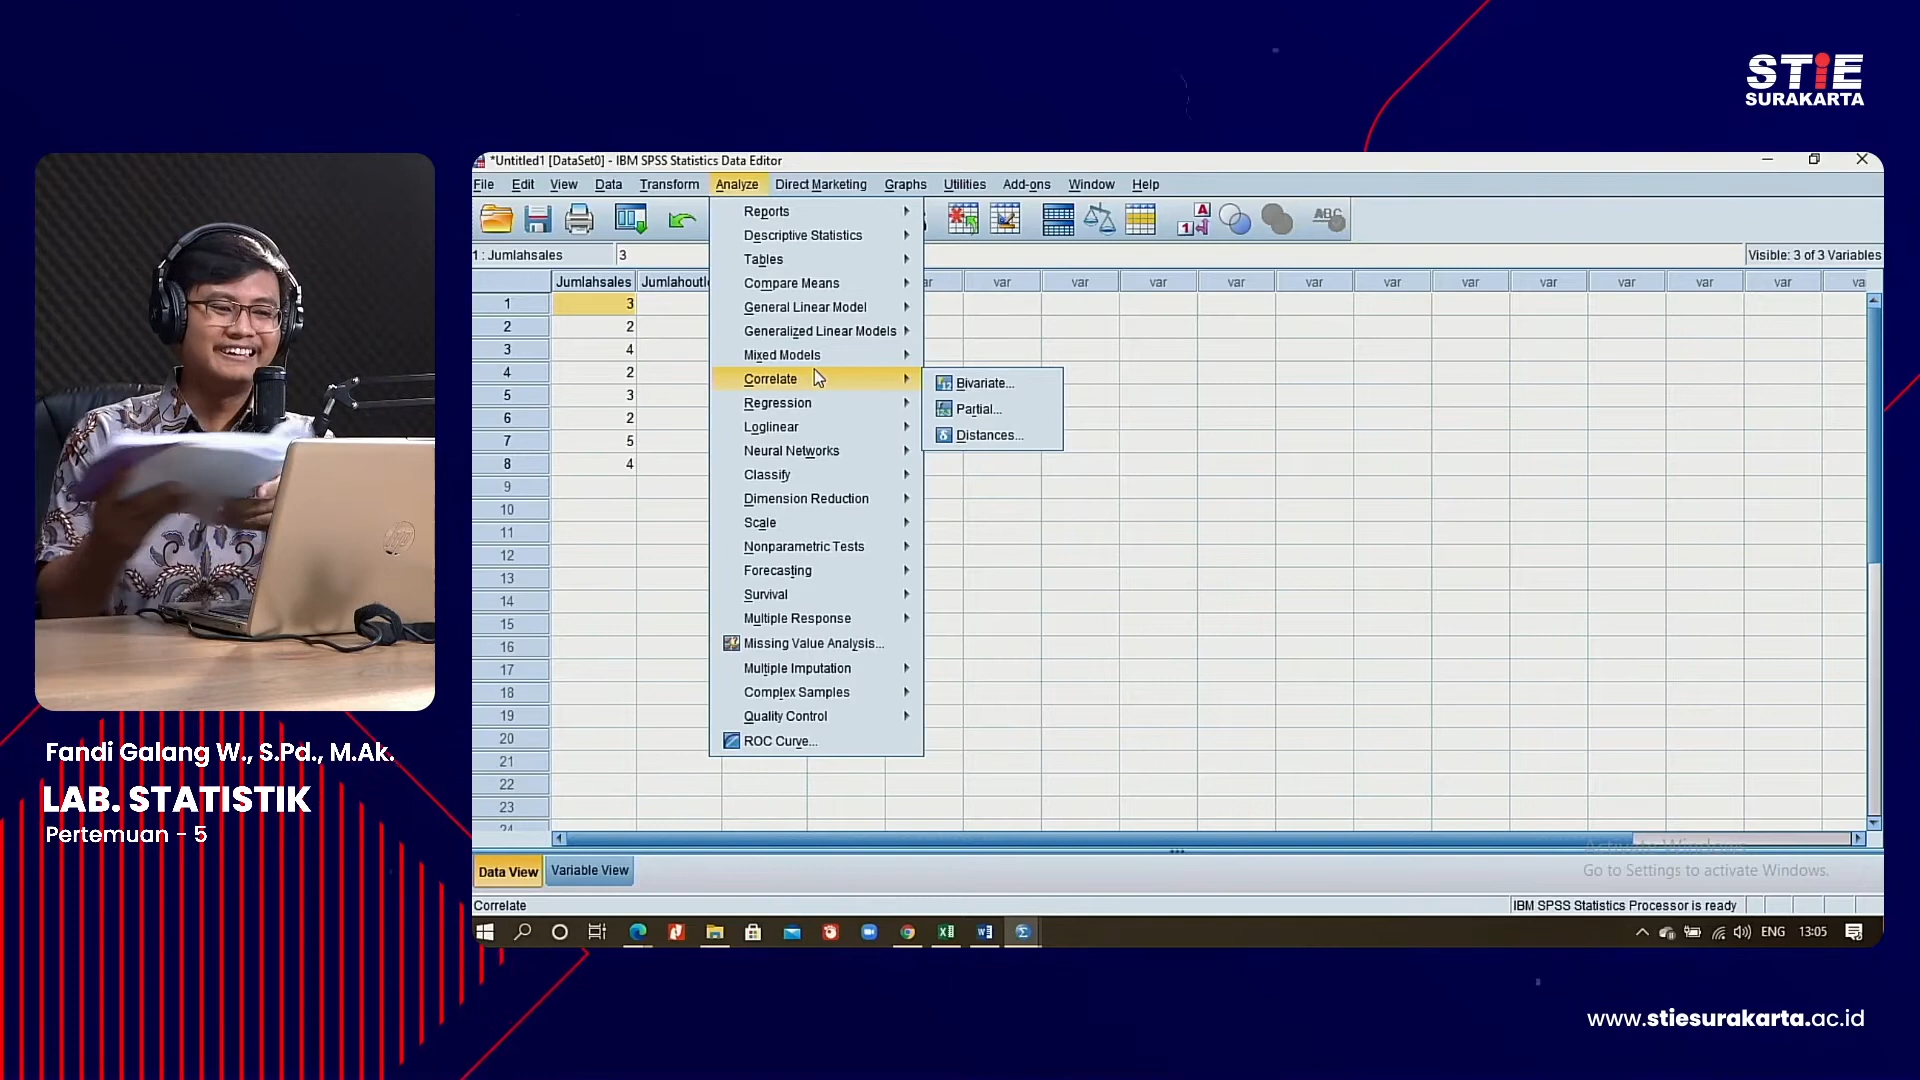 STiE
SURAKARTA
*Untitled1 [DataSet0] - IBM SPSS Statistics Data Editor
File Edit View Data Transform Analyze Direct Marketing Graphs Utilities Add-ons Window Help
1 : Jumlahsales 3 Visible: 3 of 3 Variables
Jumlahsales var var var var var var var var var var var
1 3
2 2
3 4
4 2
5 3
6 2
7 5
8 4
9
10
11
12
13
14
15
16
17
18
19
20
21
22
23
24
Reports
Descriptive Statistics
Tables
Compare Means
General Linear Model
Generalized Linear Models
Mixed Models
Correlate
Regression
Loglinear
Neural Networks
Classify
Dimension Reduction
Scale
Nonparametric Tests
Forecasting
Survival
Multiple Response
Missing Value Analysis...
Multiple Imputation
Complex Samples
Quality Control
ROC Curve...
Bivariate...
Partial...
Distances...
Activate Windows
Go to Settings to activate Windows.
Data View Variable View
Correlate IBM SPSS Statistics Processor is ready
ENG 13:05
hp
Fandi Galang W., S.Pd., M.Ak.
LAB. STATISTIK
Pertemuan - 5
www.stiesurakarta.ac.id